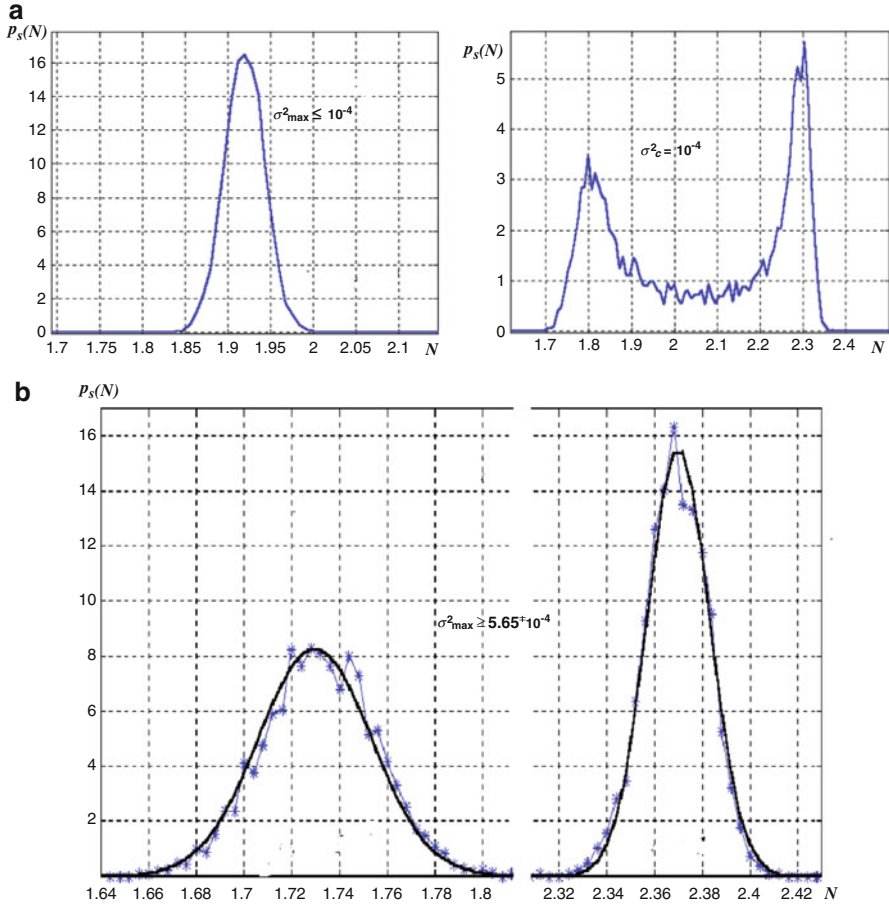 a
p_s(N)
16
14
12
10
8
6
4
2
0
σ²max ≤ 10⁻⁴
1.7 1.75 1.8 1.85 1.9 1.95 2 2.05 2.1 N
p_s(N)
5
4
3
2
1
0
σ²c = 10⁻⁴
1.7 1.8 1.9 2 2.1 2.2 2.3 2.4 N
b
p_s(N)
16
14
12
10
8
6
4
2
σ²max ≥ 5.65±10⁻⁴
1.64 1.66 1.68 1.7 1.72 1.74 1.76 1.78 1.8 2.32 2.34 2.36 2.38 2.4 2.42 N